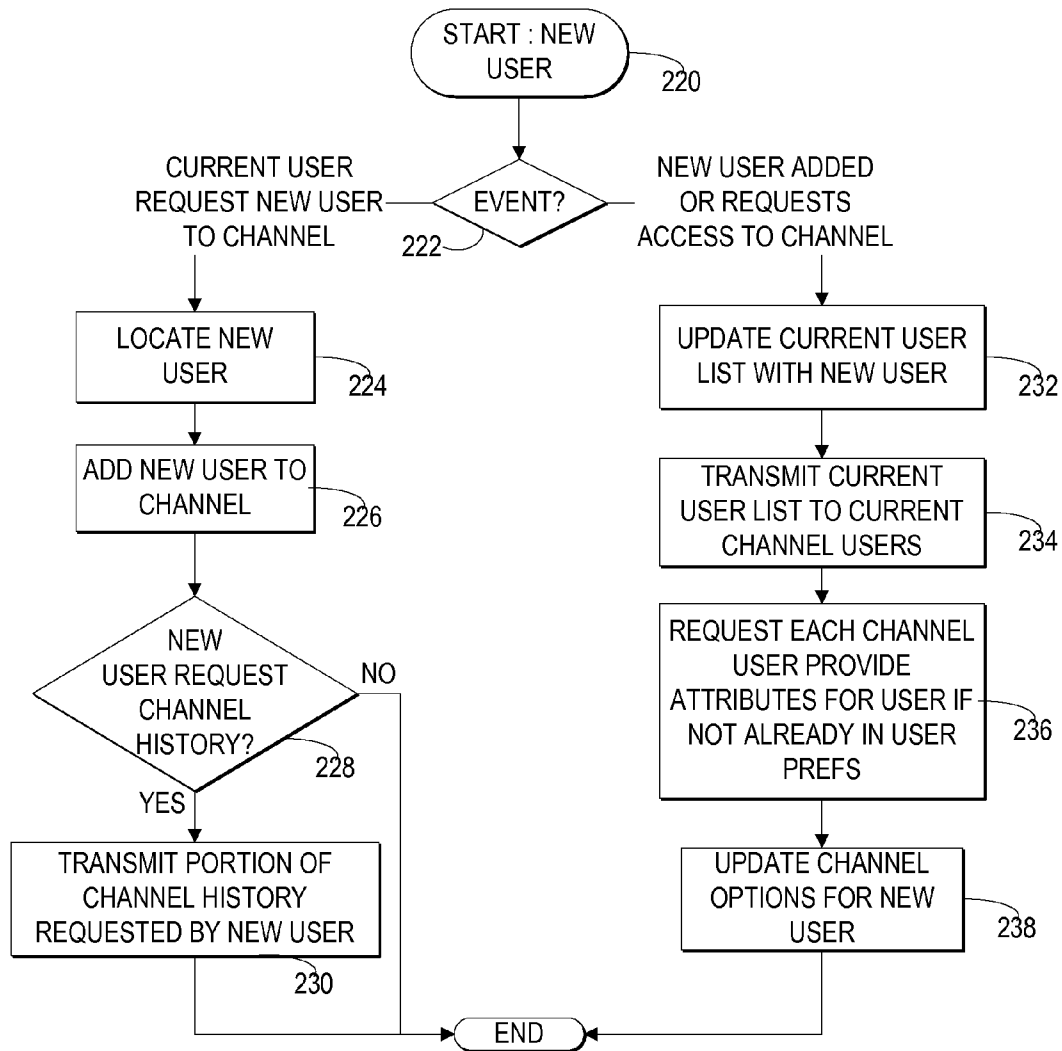 START : NEW
USER
220
CURRENT USER
REQUEST NEW USER
TO CHANNEL
EVENT?
222
NEW USER ADDED
OR REQUESTS
ACCESS TO CHANNEL
LOCATE NEW
USER
224
ADD NEW USER TO
CHANNEL
226
NEW
USER REQUEST
CHANNEL
HISTORY?
228
NO
YES
TRANSMIT PORTION OF
CHANNEL HISTORY
REQUESTED BY NEW USER
230
UPDATE CURRENT USER
LIST WITH NEW USER
232
TRANSMIT CURRENT
USER LIST TO CURRENT
CHANNEL USERS
234
REQUEST EACH CHANNEL
USER PROVIDE
ATTRIBUTES FOR USER IF
NOT ALREADY IN USER
PREFS
236
UPDATE CHANNEL
OPTIONS FOR NEW
USER
238
END